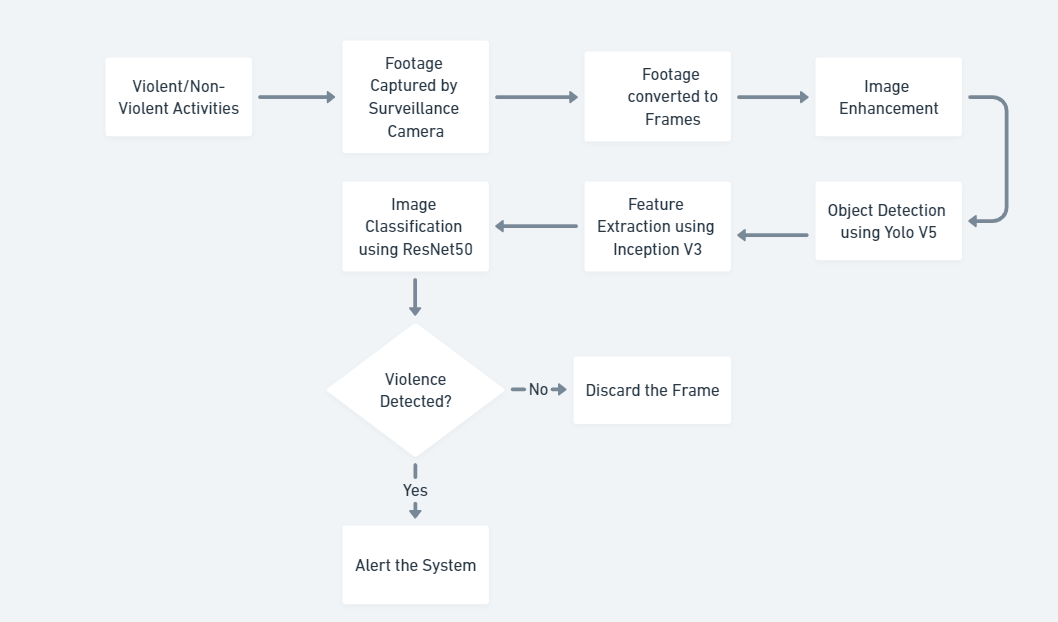 Violent/Non-
Violent Activities
Footage
Captured by
Surveillance
Camera
Footage
converted to
Frames
Image
Enhancement
Object Detection
using Yolo V5
Feature
Extraction using
Inception V3
Image
Classification
using ResNet50
Violence
Detected?
No
Discard the Frame
Yes
Alert the System